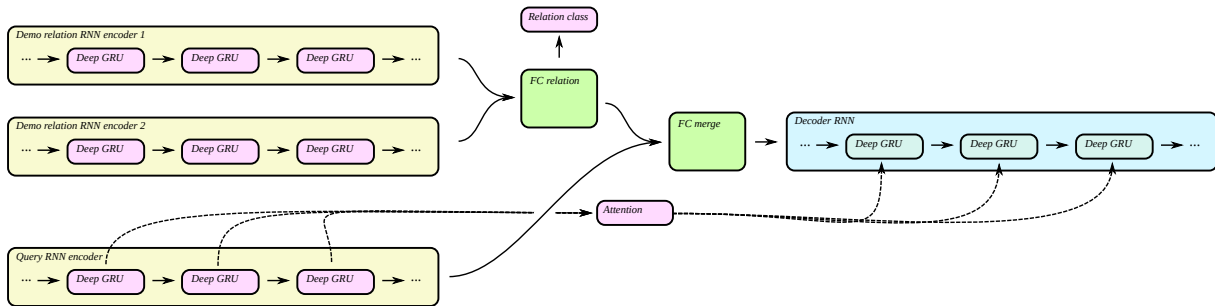 Relation class
Demo relation RNN encoder 1
... Deep GRU Deep GRU Deep GRU ...
FC relation
Demo relation RNN encoder 2
... Deep GRU Deep GRU Deep GRU ...
FC merge
Decoder RNN
... Deep GRU Deep GRU Deep GRU ...
Attention
Query RNN encoder
... Deep GRU Deep GRU Deep GRU ...